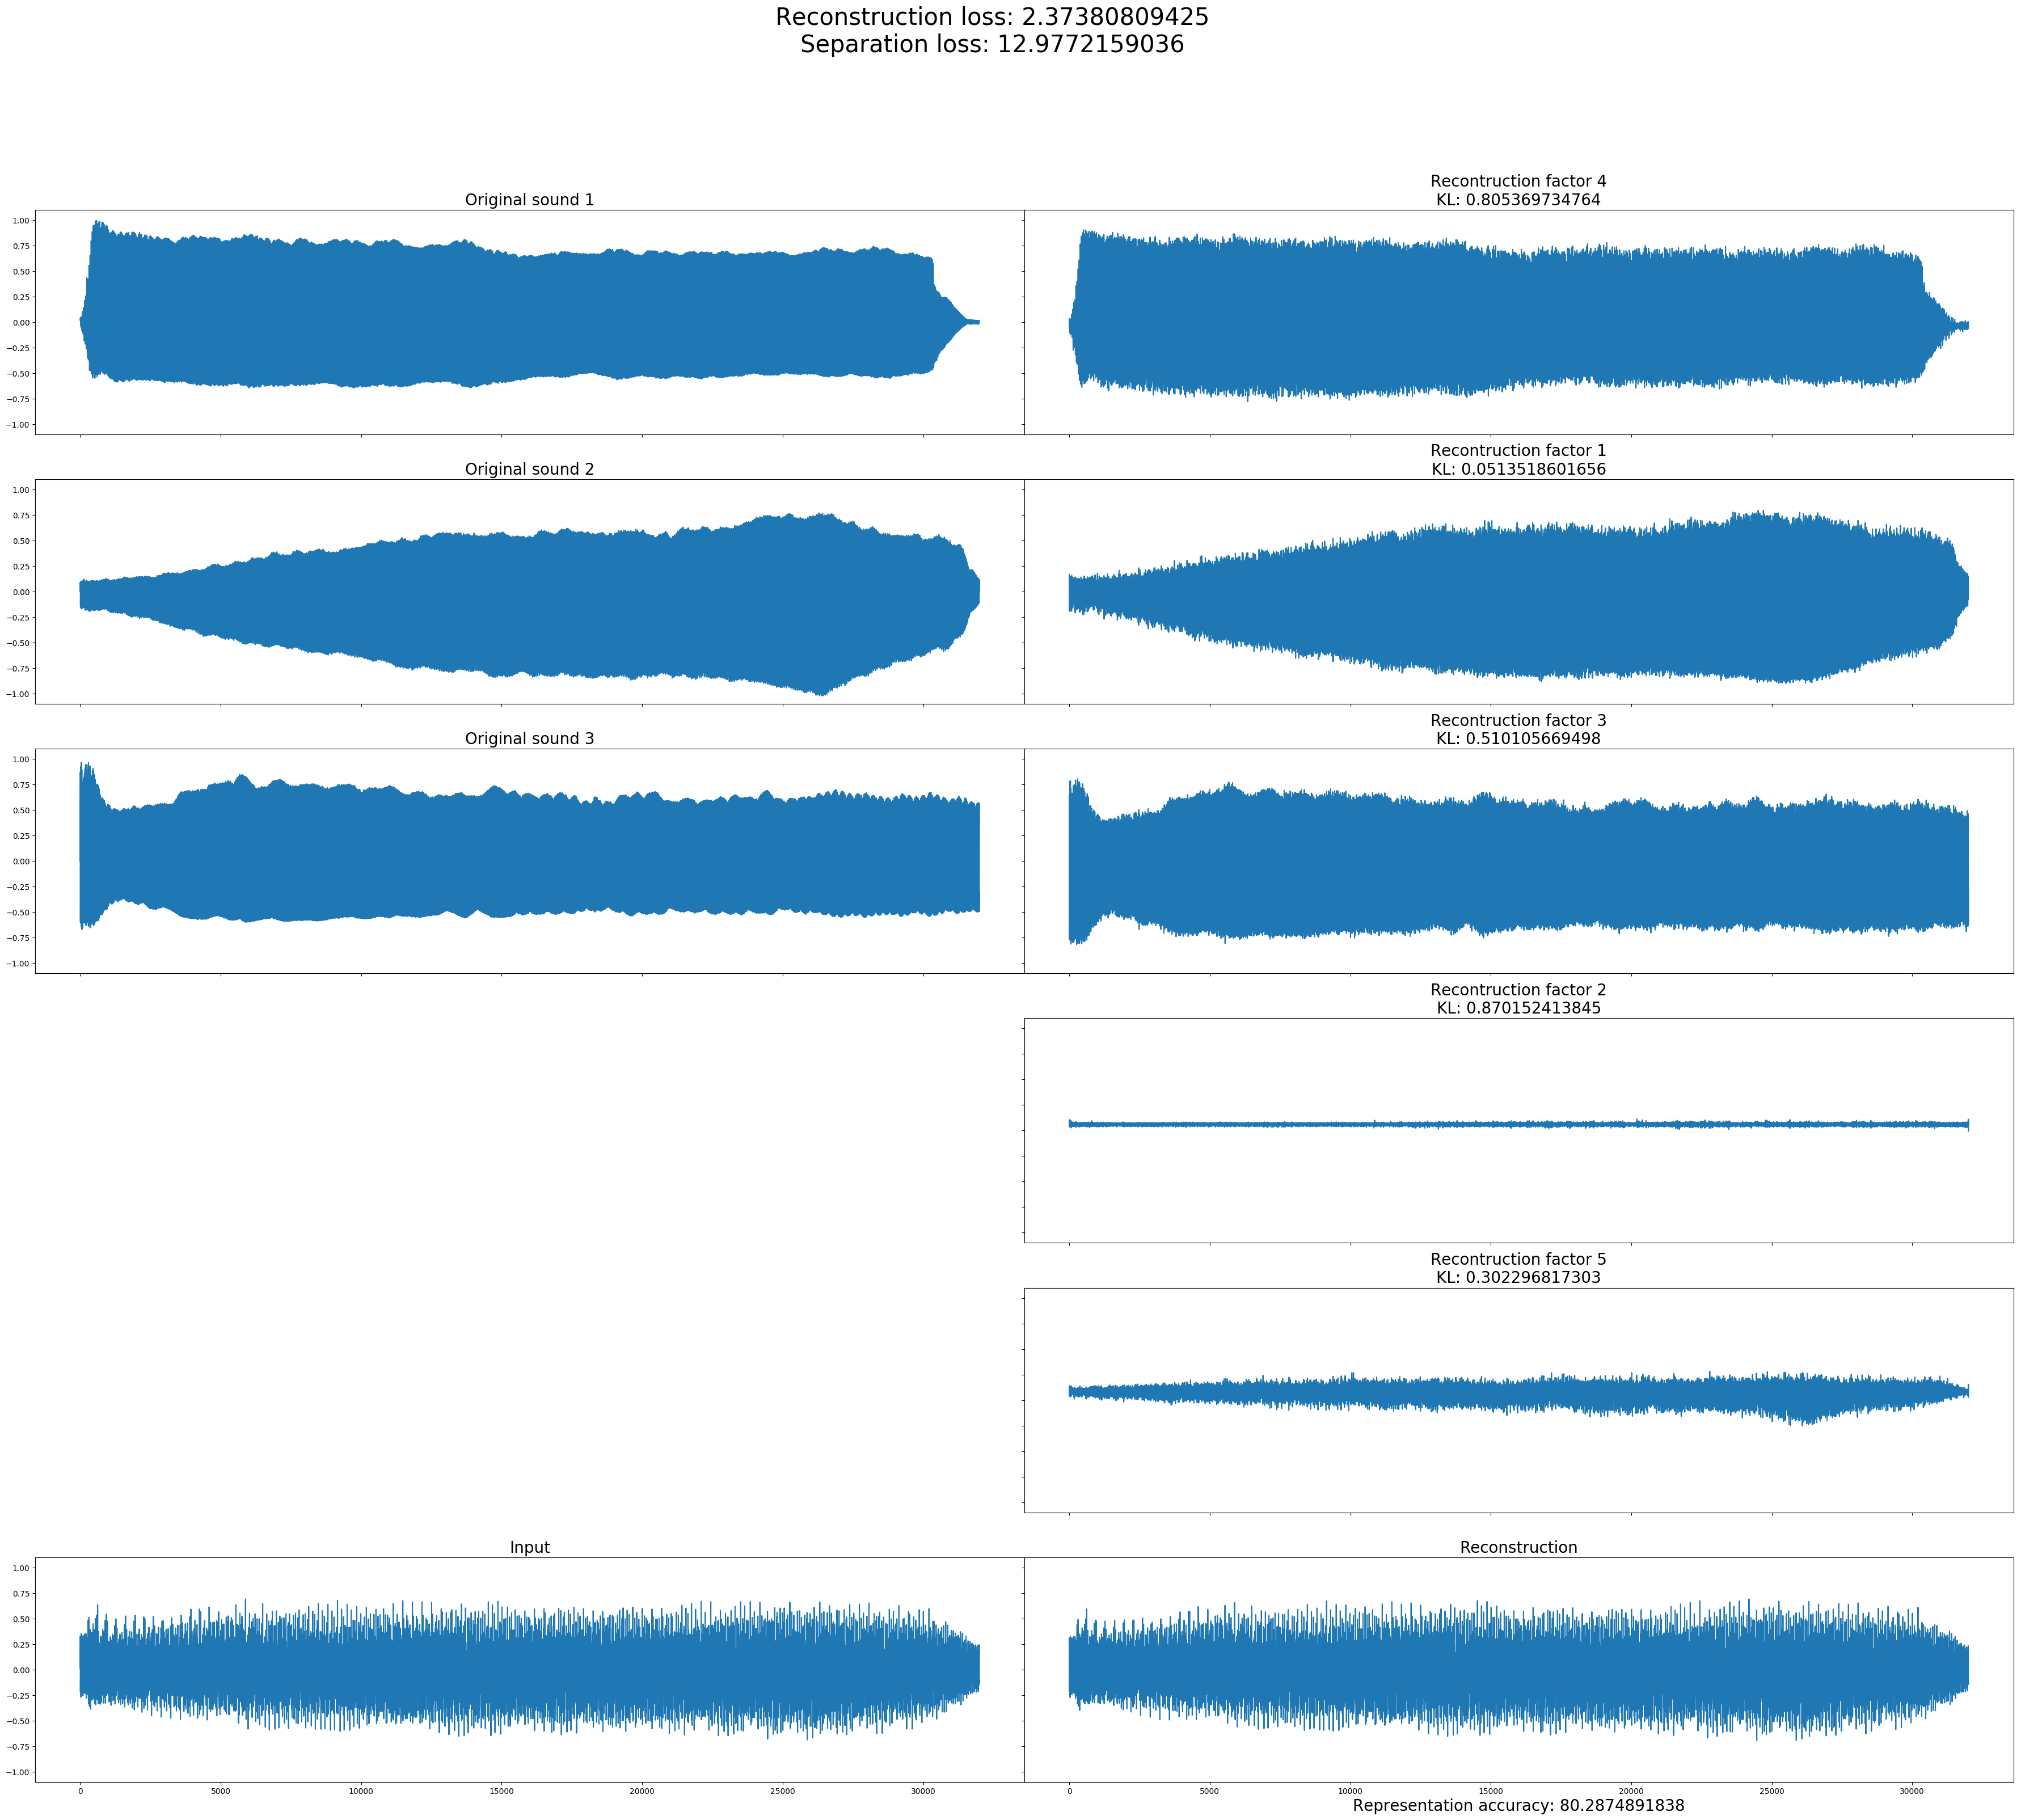 Reconstruction loss: 2.37380809425
Separation loss: 12.9772159036
Original sound 1
Recontruction factor 4
KL: 0.805369734764
1.00
0.75
0.50
0.25
0.00
−0.25
−0.50
−0.75
−1.00
Original sound 2
Recontruction factor 1
KL: 0.0513518601656
1.00
0.75
0.50
0.25
0.00
−0.25
−0.50
−0.75
−1.00
Original sound 3
Recontruction factor 3
KL: 0.510105669498
1.00
0.75
0.50
0.25
0.00
−0.25
−0.50
−0.75
−1.00
Recontruction factor 2
KL: 0.870152413845
Recontruction factor 5
KL: 0.302296817303
Input
Reconstruction
1.00
0.75
0.50
0.25
0.00
−0.25
−0.50
−0.75
−1.00
0 5000 10000 15000 20000 25000 30000
0 5000 10000 15000 20000 25000 30000
Representation accuracy: 80.2874891838